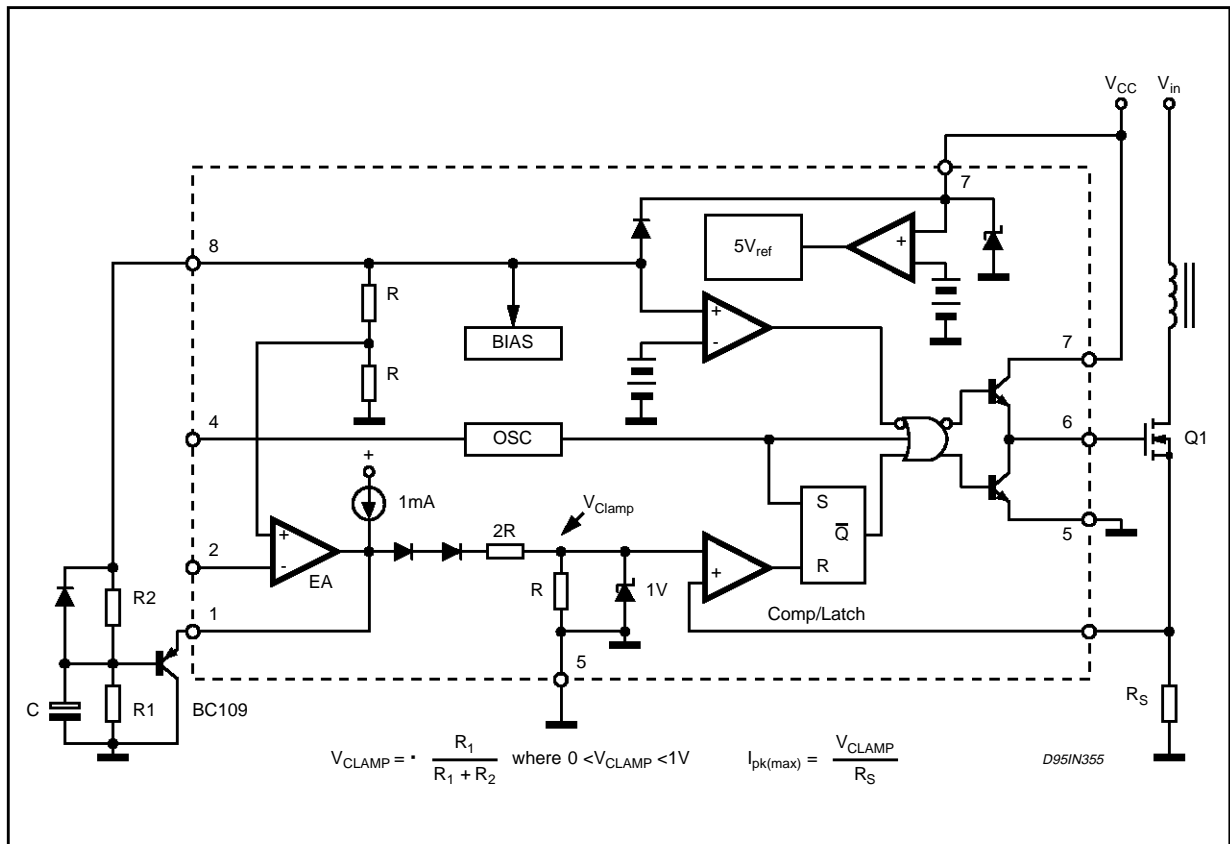 VCC Vin
7
8
5Vref
+
R
+
-
BIAS
R
7
4
OSC
6
Q1
+
1mA
VClamp
S
2R
Q̅
5
2
+
-
EA
R
1V
+
R
R2
Comp/Latch
1
5
RS
C
R1
BC109
VCLAMP = · R1 / R1 + R2 where 0 <VCLAMP <1V Ipk(max) = VCLAMP / RS D95IN355